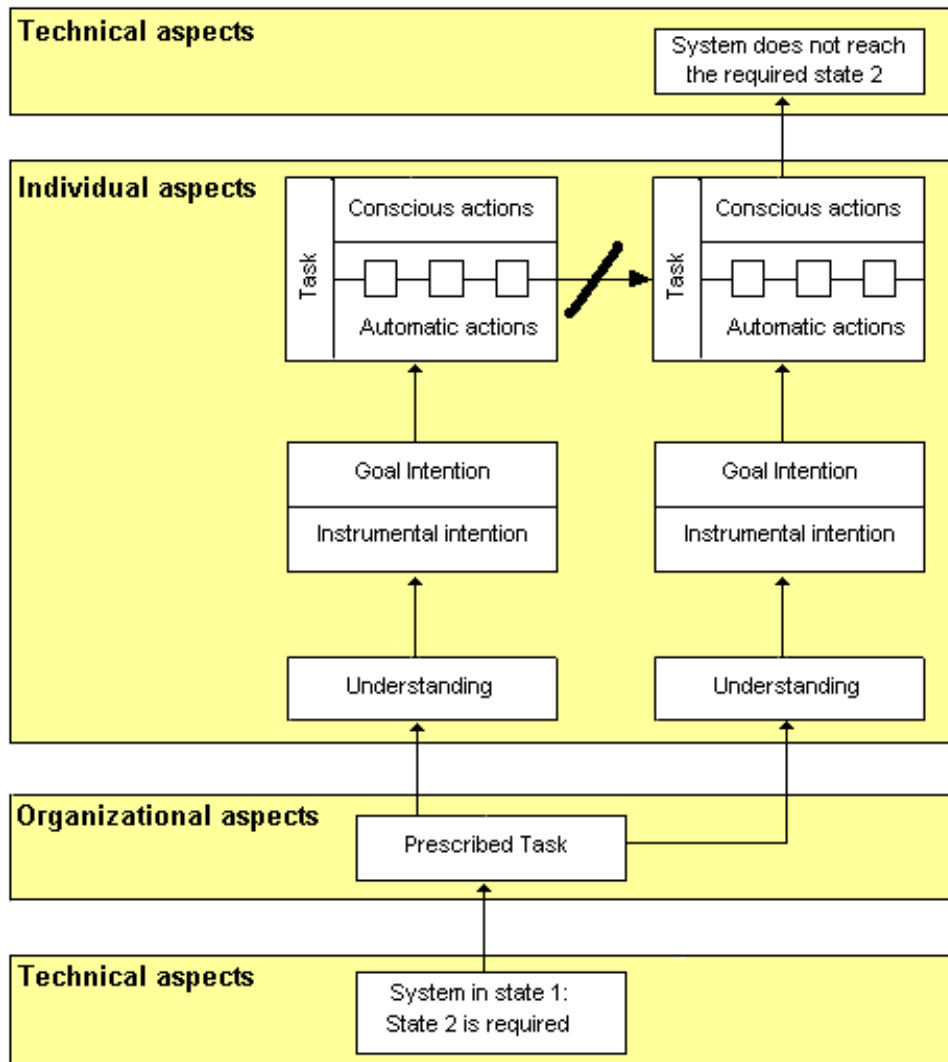 Technical aspects
System does not reach
the required state 2
Individual aspects
Task
Conscious actions
Automatic actions
Task
Conscious actions
Automatic actions
Goal Intention
Instrumental intention
Goal Intention
Instrumental intention
Understanding
Understanding
Organizational aspects
Prescribed Task
Technical aspects
System in state 1:
State 2 is required